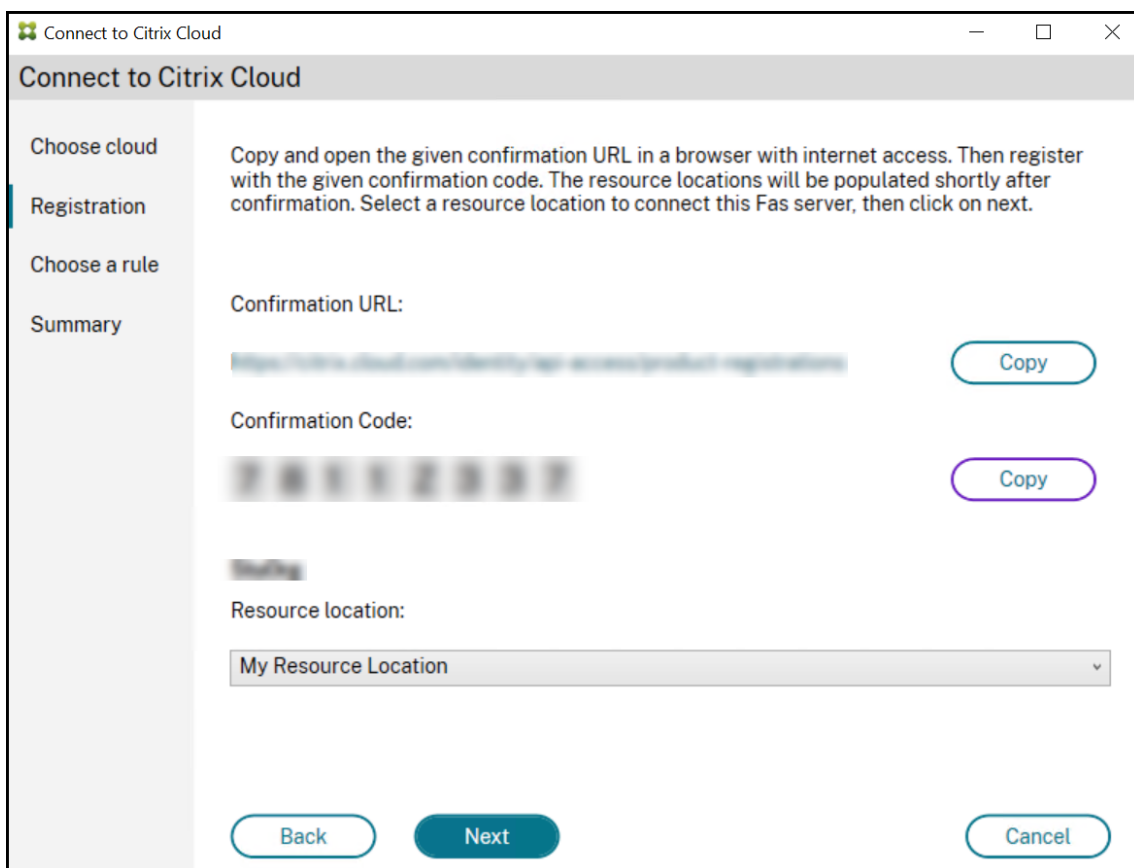 Connect to Citrix Cloud
Connect to Citrix Cloud
Choose cloud
Registration
Choose a rule
Summary
Copy and open the given confirmation URL in a browser with internet access. Then register
with the given confirmation code. The resource locations will be populated shortly after
confirmation. Select a resource location to connect this Fas server, then click on next.
Confirmation URL:
Copy
Confirmation Code:
Copy
Resource location:
My Resource Location
Back
Next
Cancel